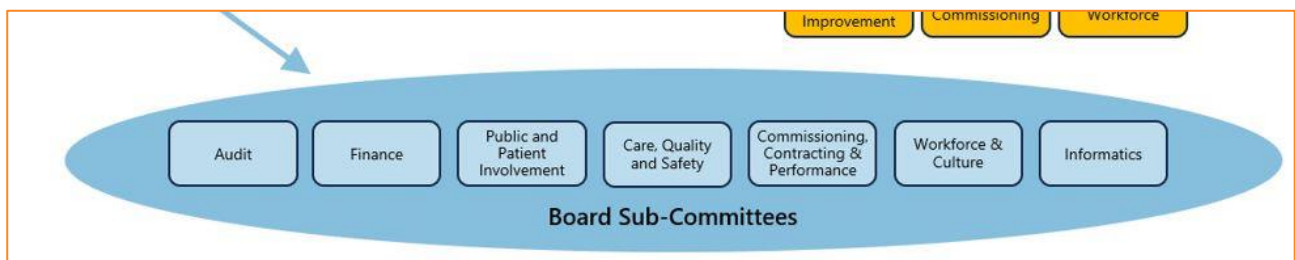 Improvement
Commissioning
Workforce
Audit
Finance
Public and
Patient
Involvement
Care, Quality
and Safety
Commissioning,
Contracting &
Performance
Workforce &
Culture
Informatics
Board Sub-Committees